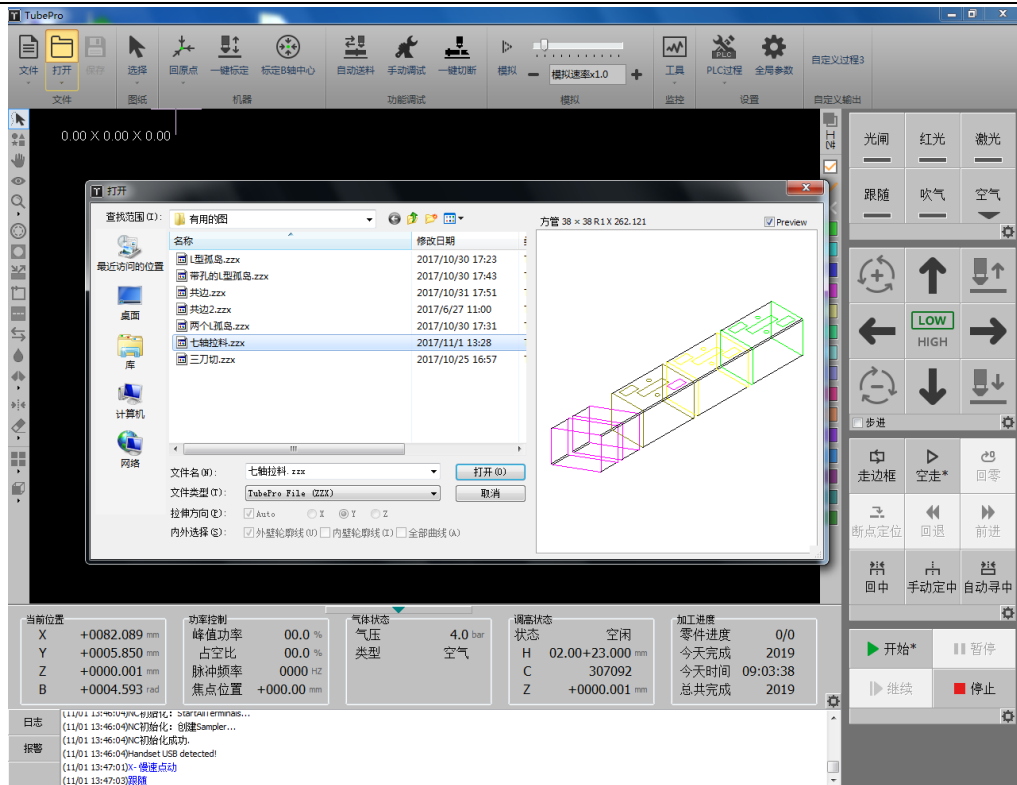 TubePro
文件 打开 保存 选择 回原点 一键标定 标定B轴中心 自动送料 手动调试 一键切断 模拟 模拟速率x1.0 工具 PLC过程 全局参数 自定义过程3
文件 图纸 机器 功能调试 模拟 监控 设置 自定义输出
0.00 X 0.00 X 0.00
工艺
光闸 红光 激光
跟随 吹气 空气
打开
查找范围(I): 有用的图
方管 38 × 38 R1 X 262.121 Preview
名称 修改日期
L型孤岛.zzx 2017/10/30 17:23
带孔的L型孤岛.zzx 2017/10/30 17:43
共边.zzx 2017/10/31 17:51
共边2.zzx 2017/6/27 11:00
两个L孤岛.zzx 2017/10/30 17:31
七轴拉料.zzx 2017/11/1 13:28
三刀切.zzx 2017/10/25 16:57
最近访问的位置
桌面
库
计算机
网络
文件名(N): 七轴拉料.zzx 打开(O)
文件类型(T): TubePro File (ZZX) 取消
拉伸方向(P): Auto X Y Z
内外选择(S): 外壁轮廓线(U) 内壁轮廓线(I) 全部曲线(A)
LOW
HIGH
步进
走边框 空走* 回零
断点定位 回退 前进
回中 手动定中 自动寻中
开始* 暂停
继续 停止
当前位置 功率控制 气体状态 调高状态 加工进度
X +0082.089 mm 峰值功率 00.0 % 气压 4.0 bar 状态 空闲 零件进度 0/0
Y +0005.850 mm 占空比 00.0 % 类型 空气 H 02.00+23.000 mm 今天完成 2019
Z +0000.001 mm 脉冲频率 0000 HZ C 307092 今天时间 09:03:38
B +0004.593 rad 焦点位置 +000.00 mm Z +0000.001 mm 总共完成 2019
日志
报警
(11/01 13:46:04)NC初始化: StartAllTerminals...
(11/01 13:46:04)NC初始化: 创建Sampler...
(11/01 13:46:04)NC初始化成功.
(11/01 13:46:04)Handset USB detected!
(11/01 13:47:01)X- 慢速点动
(11/01 13:47:03)跟随